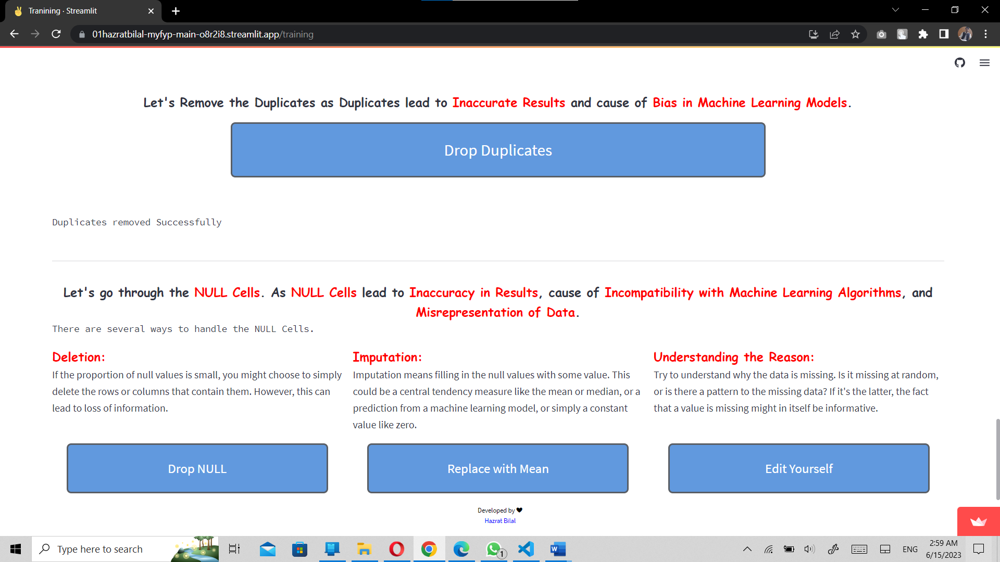 Tranining · Streamlit
01hazratbilal-myfyp-main-o8r2i8.streamlit.app/training
Let's Remove the Duplicates as Duplicates lead to Inaccurate Results and cause of Bias in Machine Learning Models.
Drop Duplicates
Duplicates removed Successfully
Let's go through the NULL Cells. As NULL Cells lead to Inaccuracy in Results, cause of Incompatibility with Machine Learning Algorithms, and
Misrepresentation of Data.
There are several ways to handle the NULL Cells.
Deletion:
If the proportion of null values is small, you might choose to simply
delete the rows or columns that contain them. However, this can
lead to loss of information.
Imputation:
Imputation means filling in the null values with some value. This
could be a central tendency measure like the mean or median, or a
prediction from a machine learning model, or simply a constant
value like zero.
Understanding the Reason:
Try to understand why the data is missing. Is it missing at random,
or is there a pattern to the missing data? If it's the latter, the fact
that a value is missing might in itself be informative.
Drop NULL
Replace with Mean
Edit Yourself
Developed by ❤
Hazrat Bilal
Type here to search
1
W
ENG
2:59 AM
6/15/2023